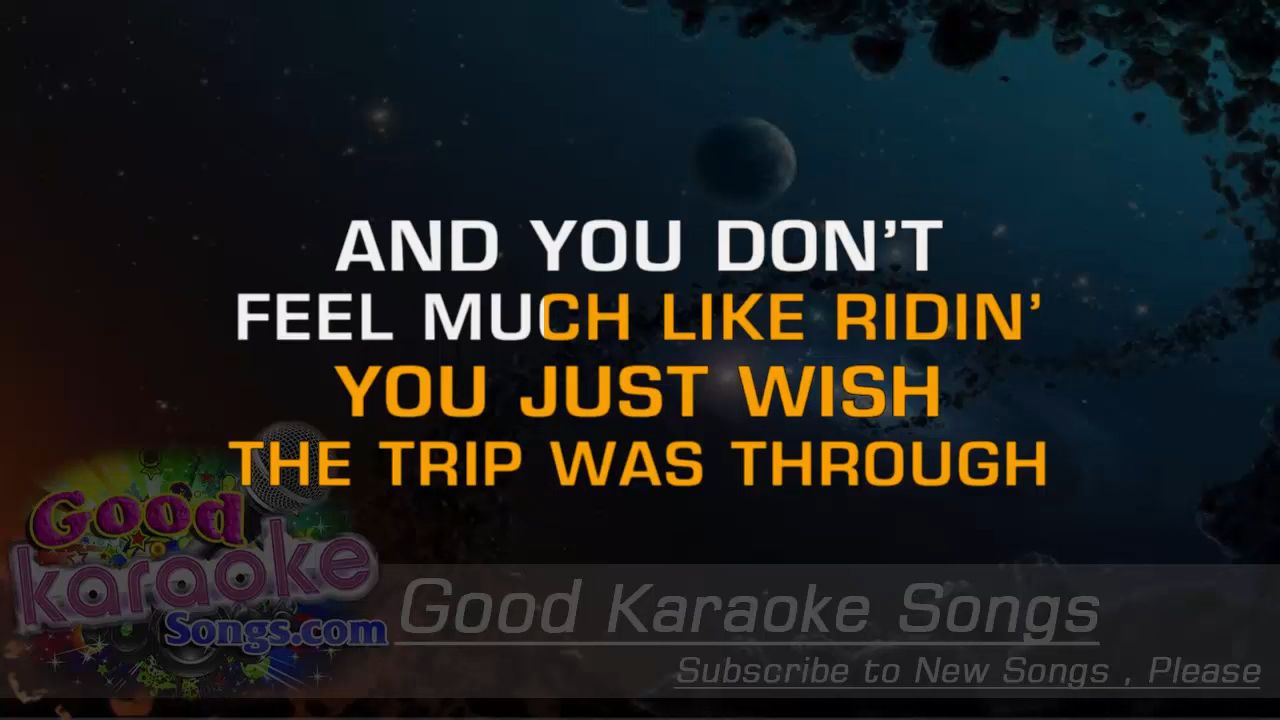 AND YOU DON'T
FEEL MUCH LIKE RIDIN'
YOU JUST WISH
THE TRIP WAS THROUGH
Good
karaoke
Songs.com
Good Karaoke Songs
Subscribe to New Songs , Please